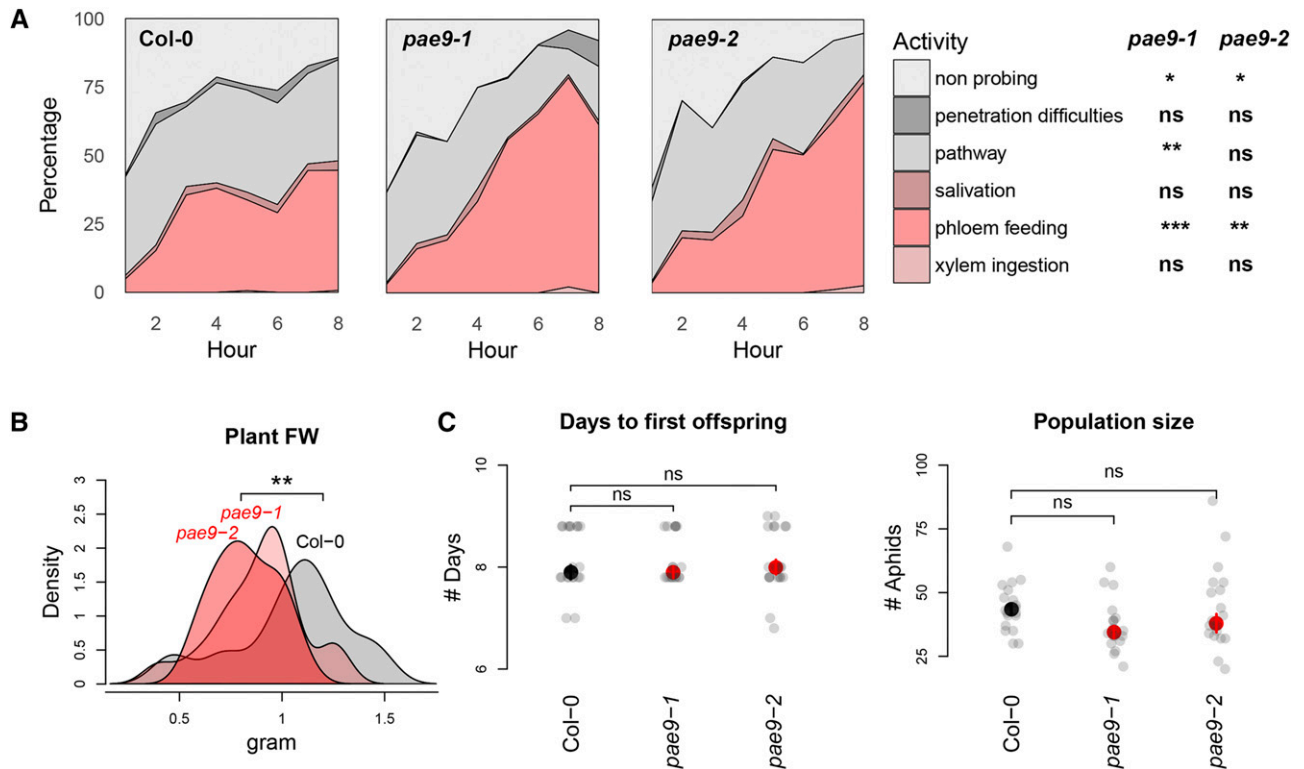 A
Col-0
pae9-1
pae9-2
Percentage
100
75
50
25
0
2 4 6 8
2 4 6 8
2 4 6 8
Hour
Hour
Hour
Activity pae9-1 pae9-2
non probing * *
penetration difficulties ns ns
pathway ** ns
salivation ns ns
phloem feeding *** **
xylem ingestion ns ns
B
Plant FW
**
pae9-1
pae9-2
Col-0
Density
3
2.5
2
1.5
1
0.5
0
0.5 1 1.5
gram
C
Days to first offspring
ns
ns
# Days
10
8
6
Col-0
pae9-1
pae9-2
Population size
ns
ns
# Aphids
100
75
50
25
Col-0
pae9-1
pae9-2